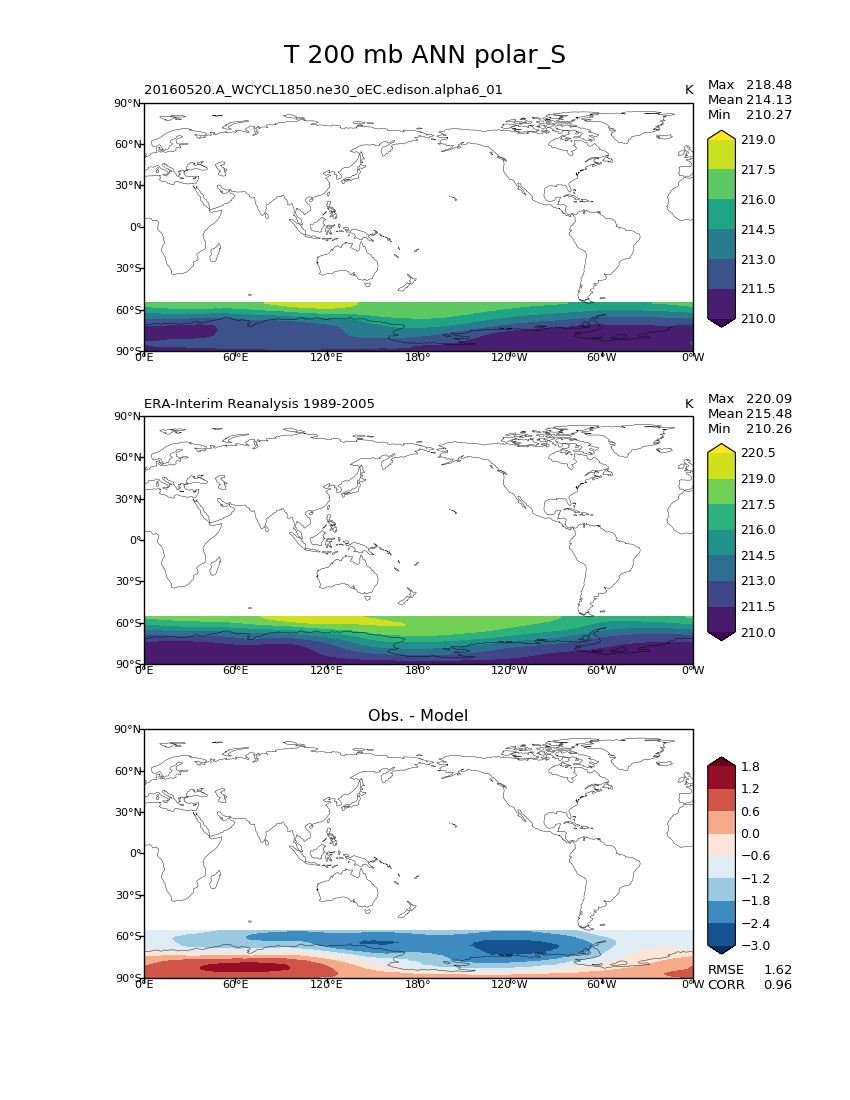 T 200 mb ANN polar_S
20160520.A_WCYCL1850.ne30_oEC.edison.alpha6_01 K
Max 218.48
Mean 214.13
Min 210.27
90°N
60°N
30°N
0°
30°S
60°S
90°S
0°E 60°E 120°E 180° 120°W 60°W 0°W
219.0
217.5
216.0
214.5
213.0
211.5
210.0
ERA-Interim Reanalysis 1989-2005 K
Max 220.09
Mean 215.48
Min 210.26
90°N
60°N
30°N
0°
30°S
60°S
90°S
0°E 60°E 120°E 180° 120°W 60°W 0°W
220.5
219.0
217.5
216.0
214.5
213.0
211.5
210.0
Obs. - Model
90°N
60°N
30°N
0°
30°S
60°S
90°S
0°E 60°E 120°E 180° 120°W 60°W 0°W
1.8
1.2
0.6
0.0
−0.6
−1.2
−1.8
−2.4
−3.0
RMSE 1.62
CORR 0.96